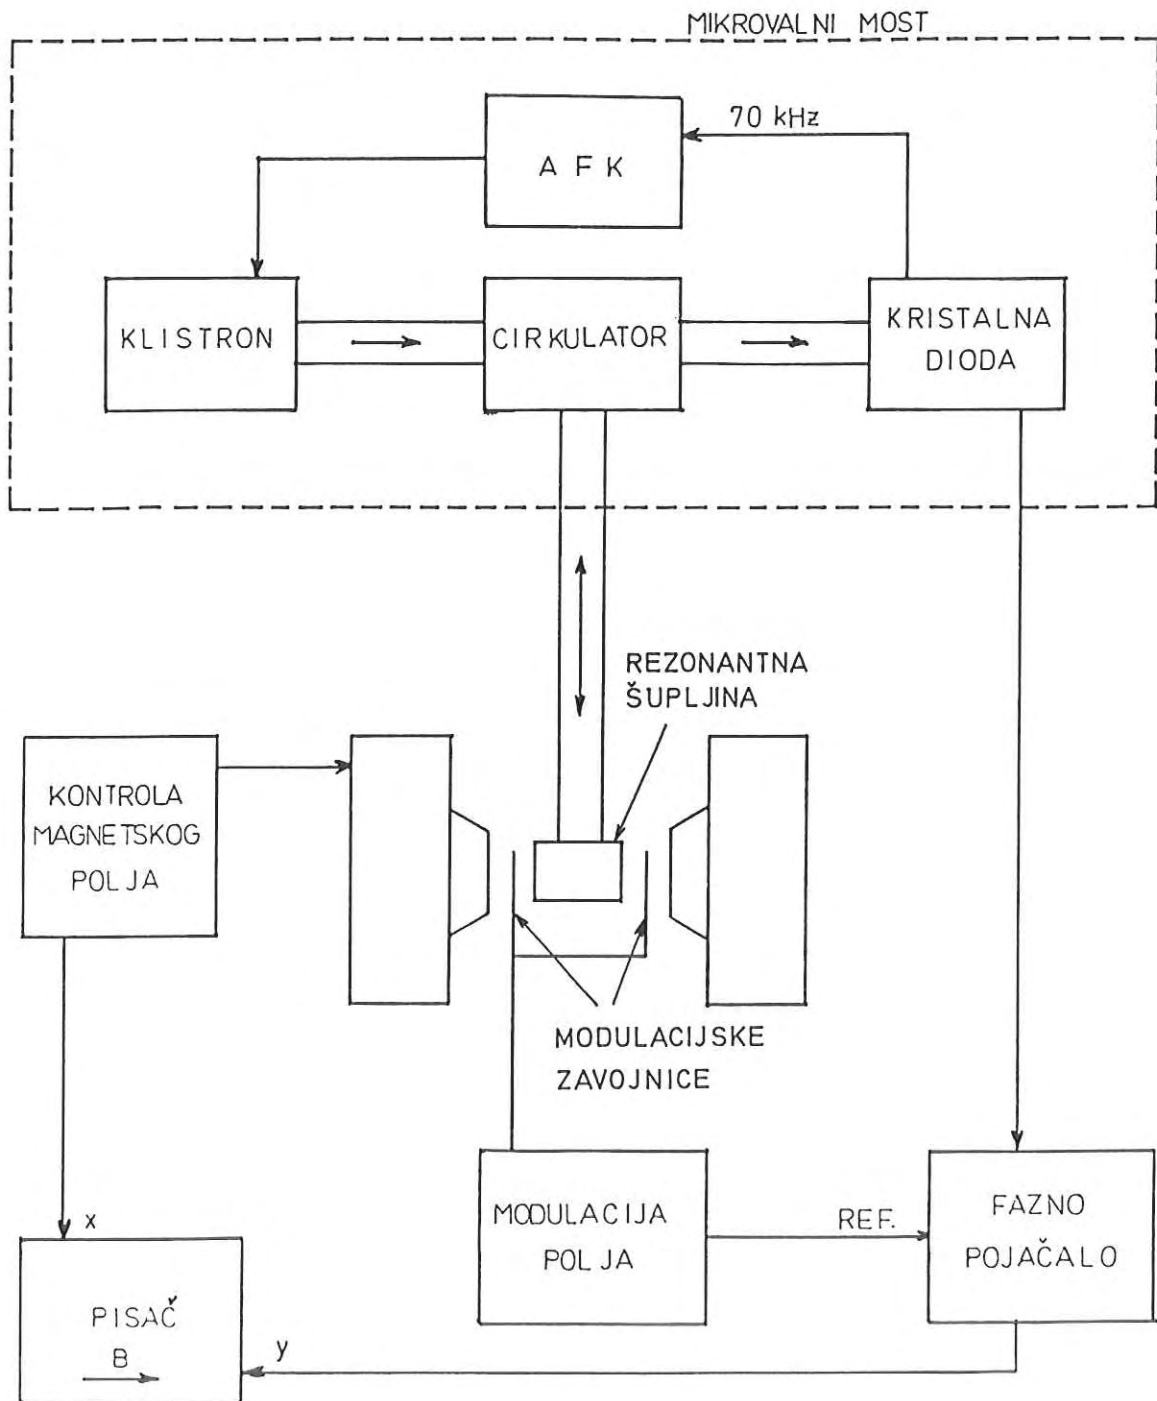 MIKROVALNI MOST
70 kHz
A F K
KLISTRON
CIRKULATOR
KRISTALNA
DIODA
REZONANTNA
ŠUPLJINA
KONTROLA
MAGNETSKOG
POLJA
MODULACIJSKE
ZAVOJNICE
x
MODULACIJA
POLJA
REF.
FAZNO
POJAČALO
PISAČ
B
y